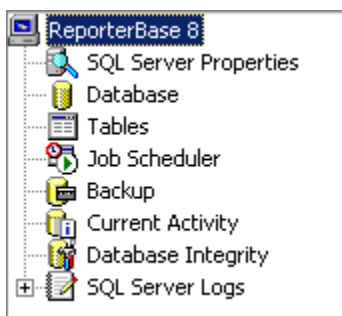 ReporterBase 8
SQL Server Properties
Database
Tables
Job Scheduler
Backup
Current Activity
Database Integrity
SQL Server Logs